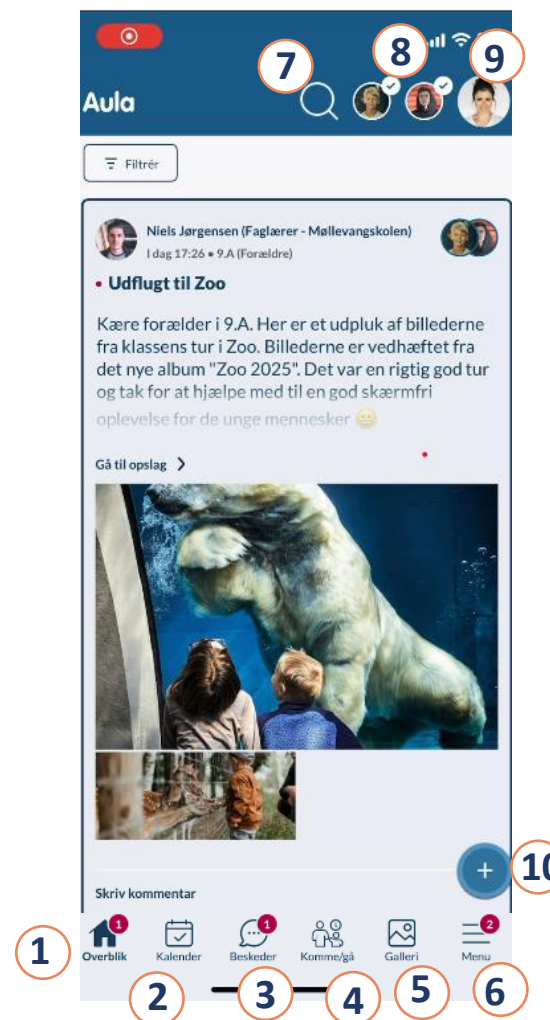 7
8
9
Aula
Filtrér
Niels Jørgensen (Faglærer - Møllevangskolen)
I dag 17:26 • 9.A (Forældre)
• Udflugt til Zoo
Kære forælder i 9.A. Her er et udpluk af billederne
fra klassens tur i Zoo. Billederne er vedhæftet fra
det nye album "Zoo 2025". Det var en rigtig god tur
og tak for at hjælpe med til en god skærmfri
oplevelse for de unge mennesker 😐
Gå til opslag >
+
10
Skriv kommentar
1
1
2
1
Overblik
Kalender
Beskeder
Komme/gå
Galleri
Menu
2
3
4
5
6